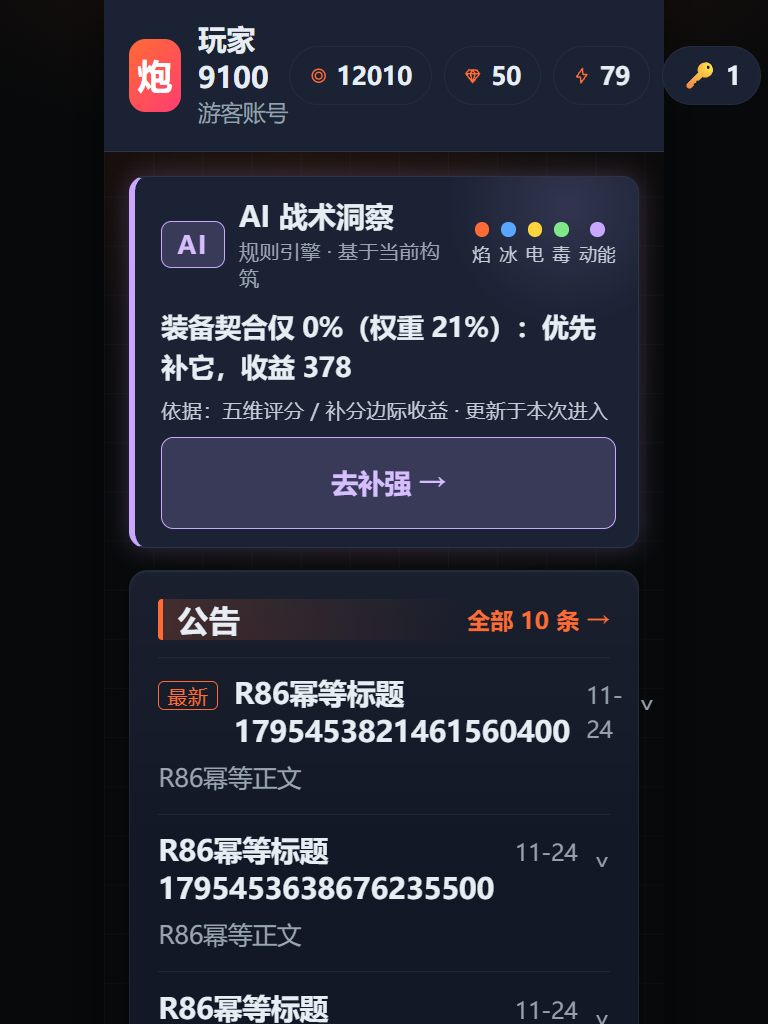 炮
玩家
9100
游客账号
12010
50
79
1
AI
AI 战术洞察
规则引擎 · 基于当前构
筑
焰 冰 电 毒 动能
装备契合仅 0%（权重 21%）：优先
补它，收益 378
依据：五维评分 / 补分边际收益 · 更新于本次进入
去补强 →
公告
全部 10 条 →
最新
R86幂等标题
1795453821461560400
11-
24
R86幂等正文
R86幂等标题
1795453638676235500
11-24
R86幂等正文
R86幂等标题
11-24